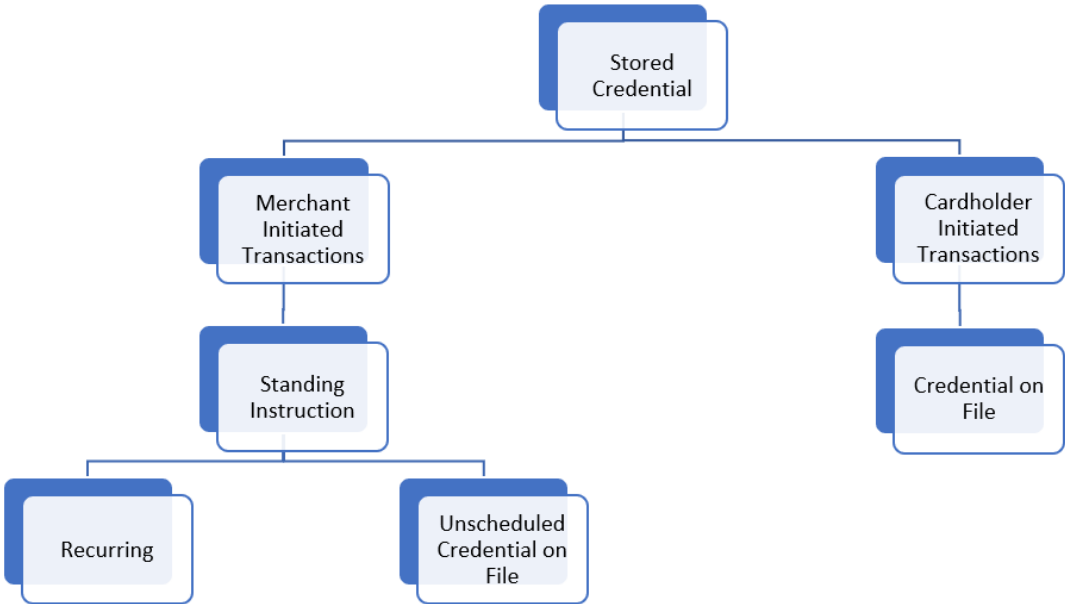 Stored
Credential
Merchant
Initiated
Transactions
Cardholder
Initiated
Transactions
Standing
Instruction
Credential on
File
Recurring
Unscheduled
Credential on
File